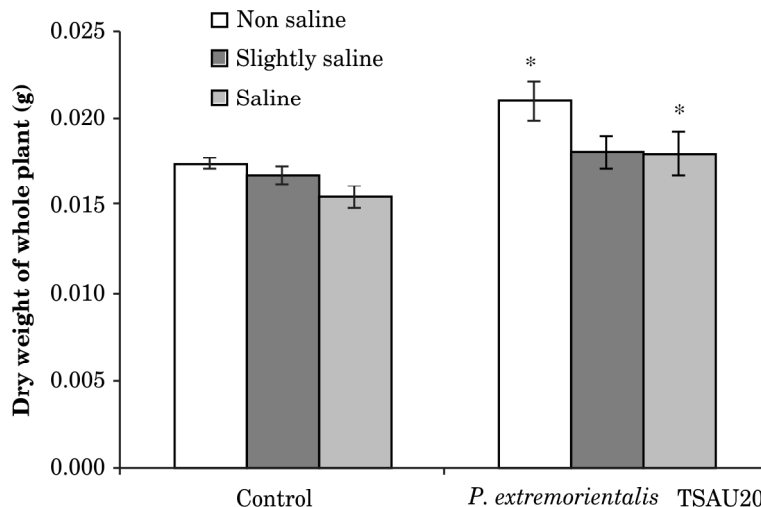 Non saline
Slightly saline
Saline
Dry weight of whole plant (g)
0.025
0.020
0.015
0.010
0.005
0.000
*
*
Control
P. extremorientalis TSAU20